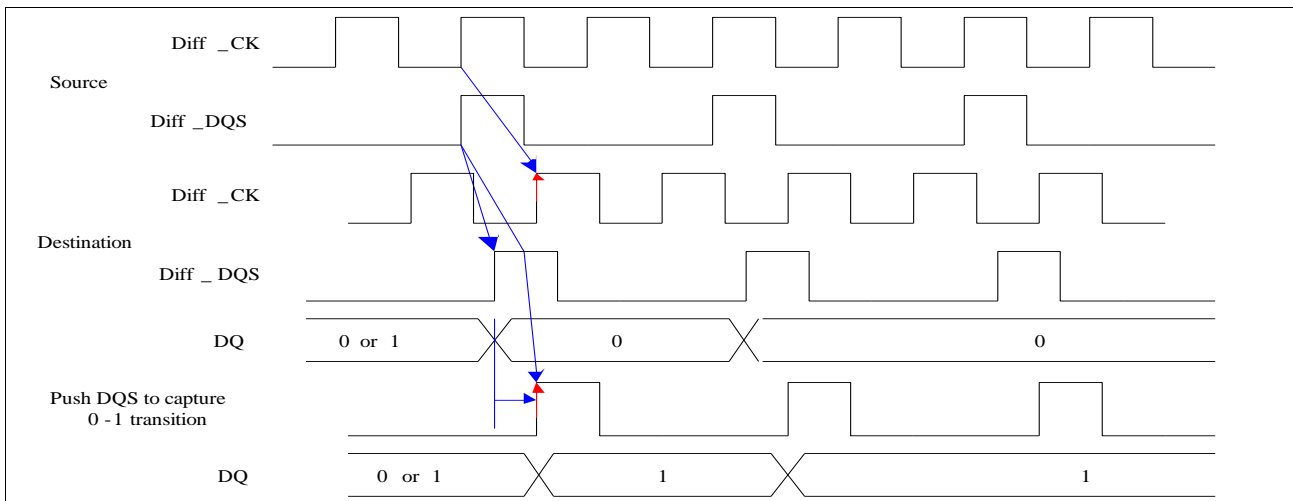 Diff _CK
Source
Diff _DQS
Diff _CK
Destination
Diff _ DQS
DQ 0 or 1 0 0
Push DQS to capture
0 -1 transition
DQ 0 or 1 1 1